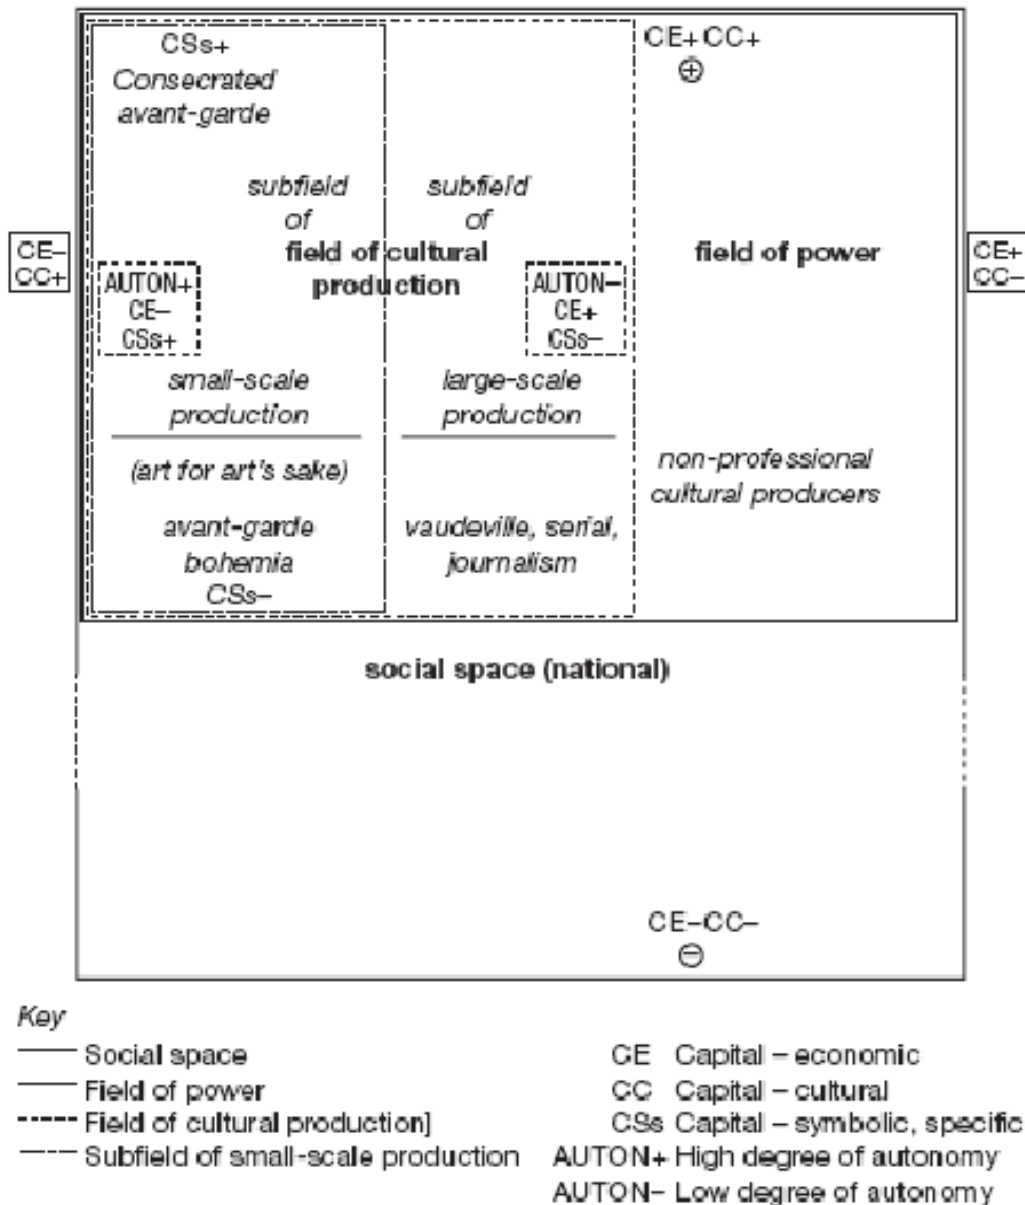 CSs+
Consecrated
avant-garde
CE+CC+
+
subfield
of
subfield
of
field of cultural
production
field of power
CE–
CC+
CE+
CC–
AUTON+
CE–
CSs+
AUTON–
CE+
CSs–
small-scale
production
large-scale
production
(art for art's sake)
avant-garde
bohemia
CSs–
vaudeville, serial,
journalism
non-professional
cultural producers
social space (national)
CE–CC–
–
Key
Social space
Field of power
Field of cultural production]
Subfield of small-scale production
CE Capital – economic
CC Capital – cultural
CSs Capital – symbolic, specific
AUTON+ High degree of autonomy
AUTON– Low degree of autonomy